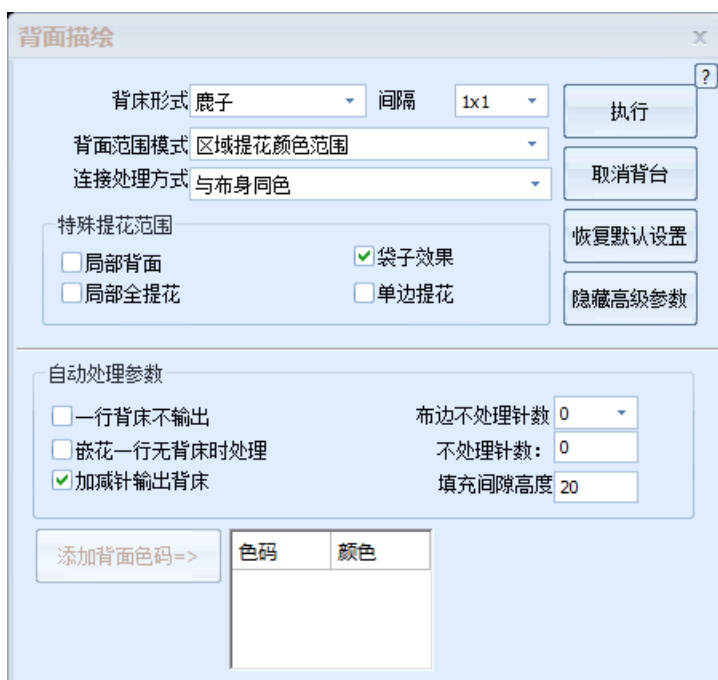 背面描绘
x
?
背床形式 鹿子 间隔 1x1 执行
背面范围模式 区域提花颜色范围
连接处理方式 与布身同色 取消背台
特殊提花范围 恢复默认设置
局部背面 袋子效果
局部全提花 单边提花 隐藏高级参数
自动处理参数
一行背床不输出 布边不处理针数 0
嵌花一行无背床时处理 不处理针数: 0
加减针输出背床 填充间隙高度 20
添加背面色码=> 色码 颜色